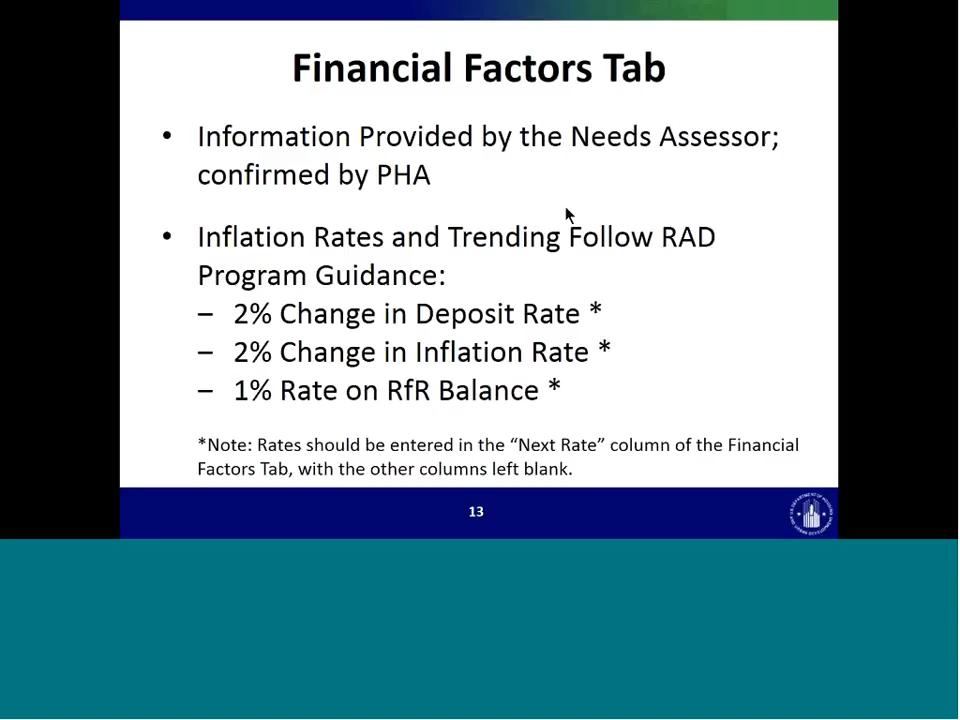 Financial Factors Tab
• Information Provided by the Needs Assessor;
confirmed by PHA
• Inflation Rates and Trending Follow RAD
Program Guidance:
– 2% Change in Deposit Rate *
– 2% Change in Inflation Rate *
– 1% Rate on RfR Balance *
*Note: Rates should be entered in the “Next Rate” column of the Financial
Factors Tab, with the other columns left blank.
13